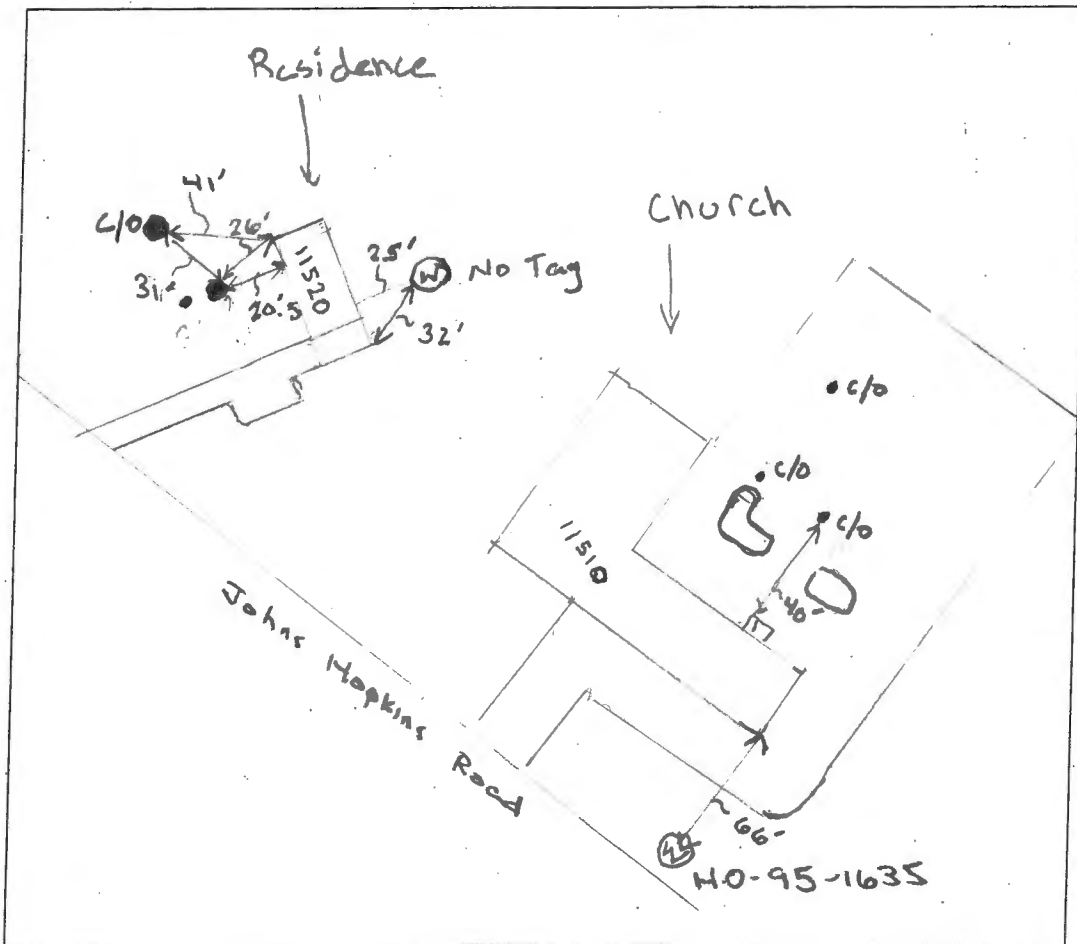 Residence
41'
C/O
26'
11520
25'
W
No Tag
31'
20'.5
~32'
Church
C/O
C/O
C/O
11510
~40-
Johns Hopkins Road
~66-
HO-95-1635